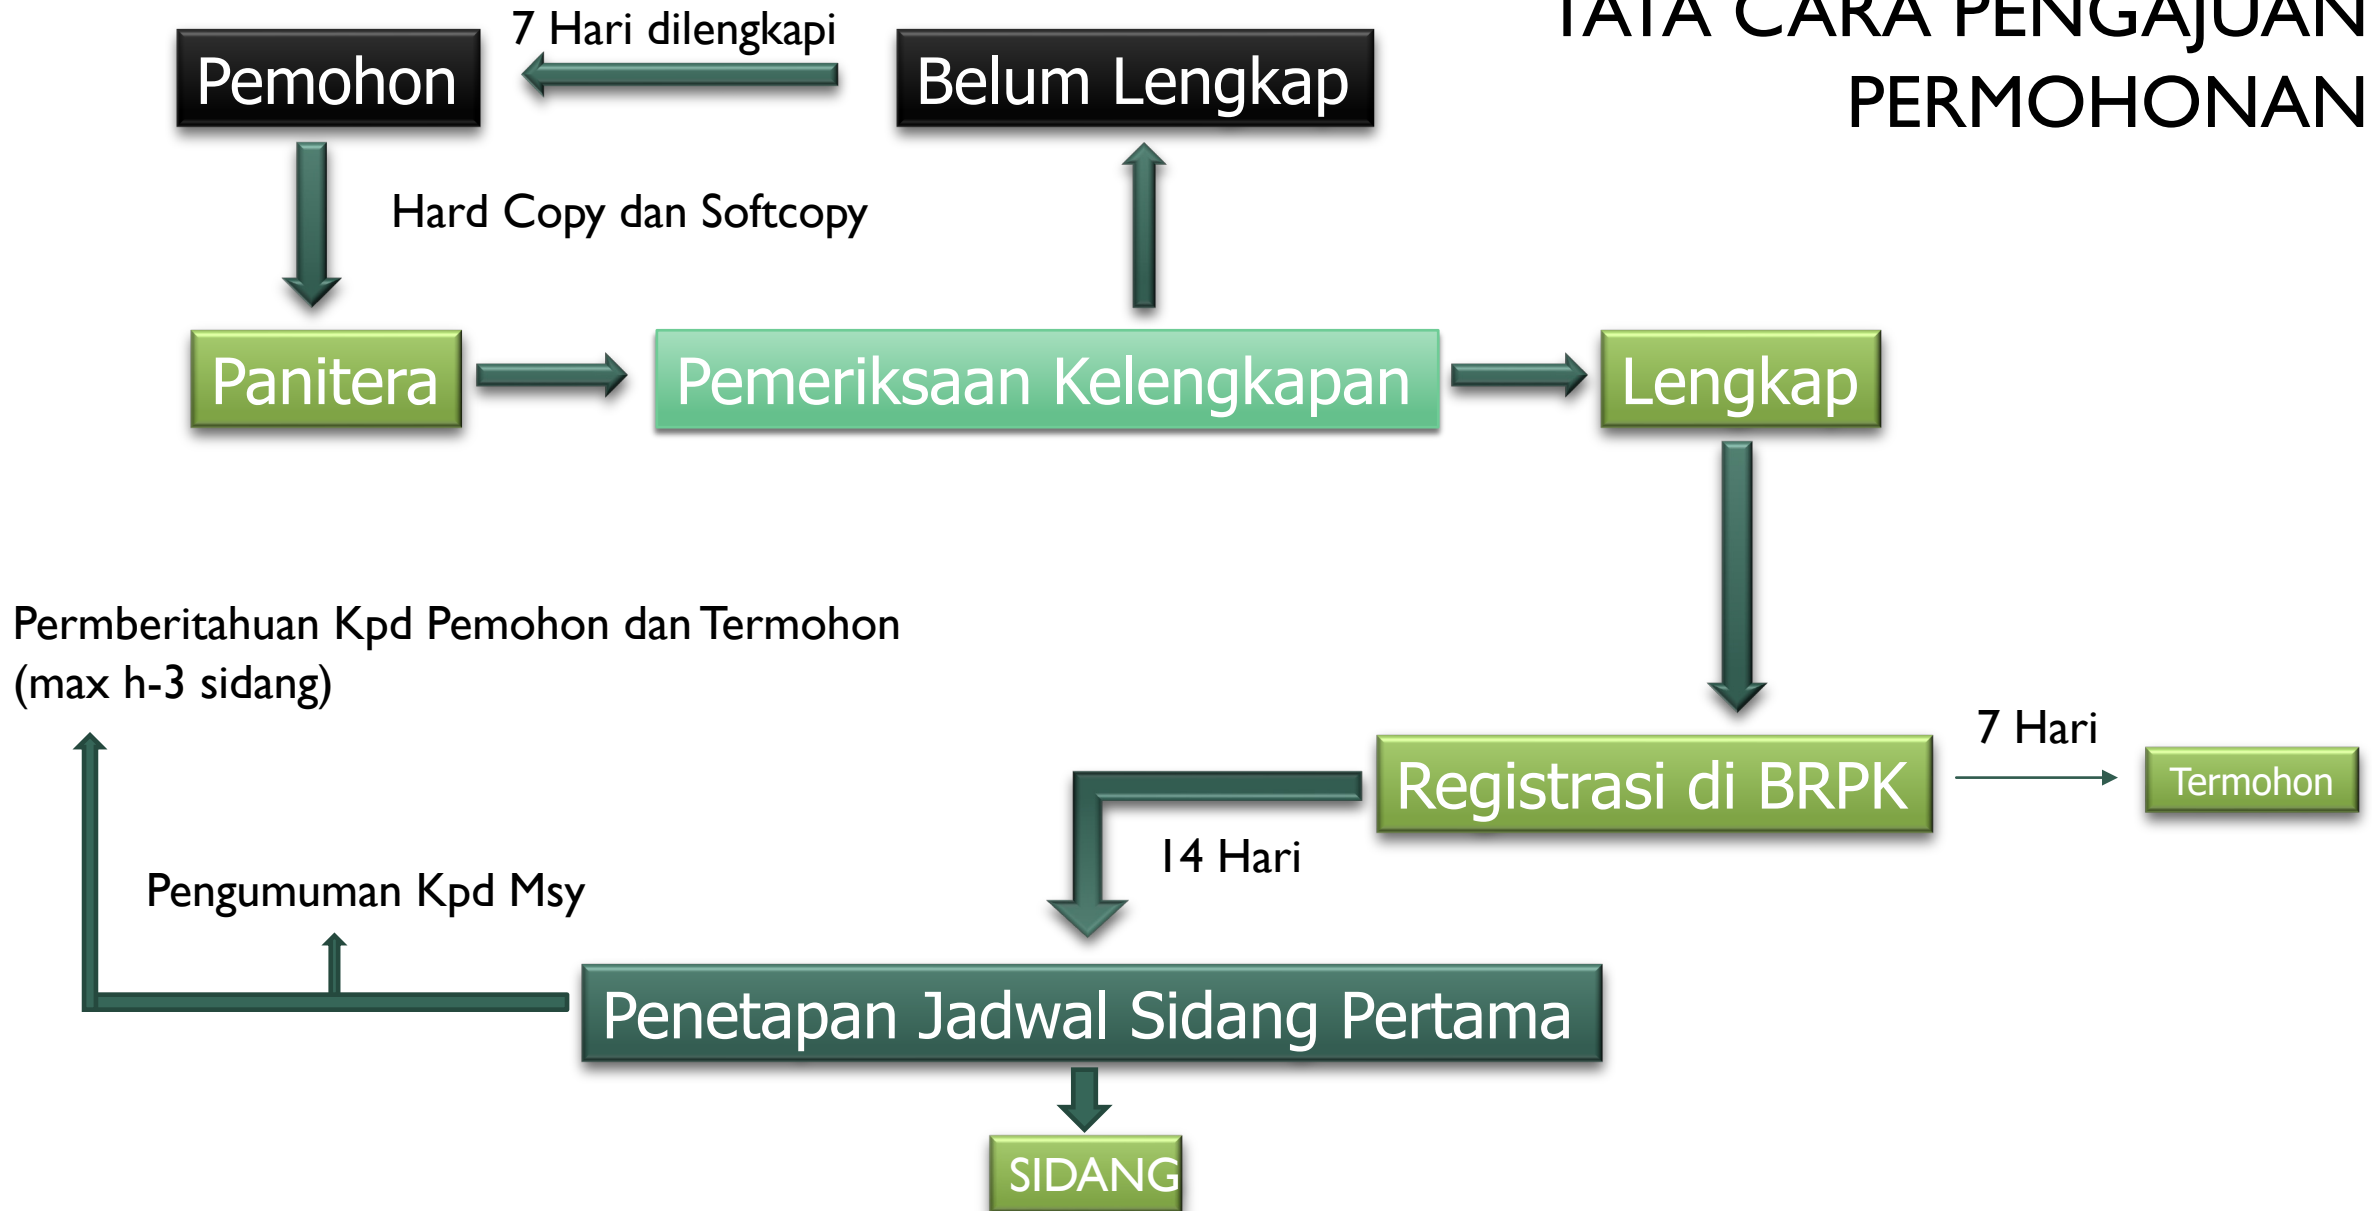 TATA CARA PENGAJUAN
PERMOHONAN
7 Hari dilengkapi
Pemohon
Belum Lengkap
Hard Copy dan Softcopy
Panitera
Pemeriksaan Kelengkapan
Lengkap
Permberitahuan Kpd Pemohon dan Termohon
(max h-3 sidang)
7 Hari
Registrasi di BRPK
Termohon
14 Hari
Pengumuman Kpd Msy
Penetapan Jadwal Sidang Pertama
SIDANG